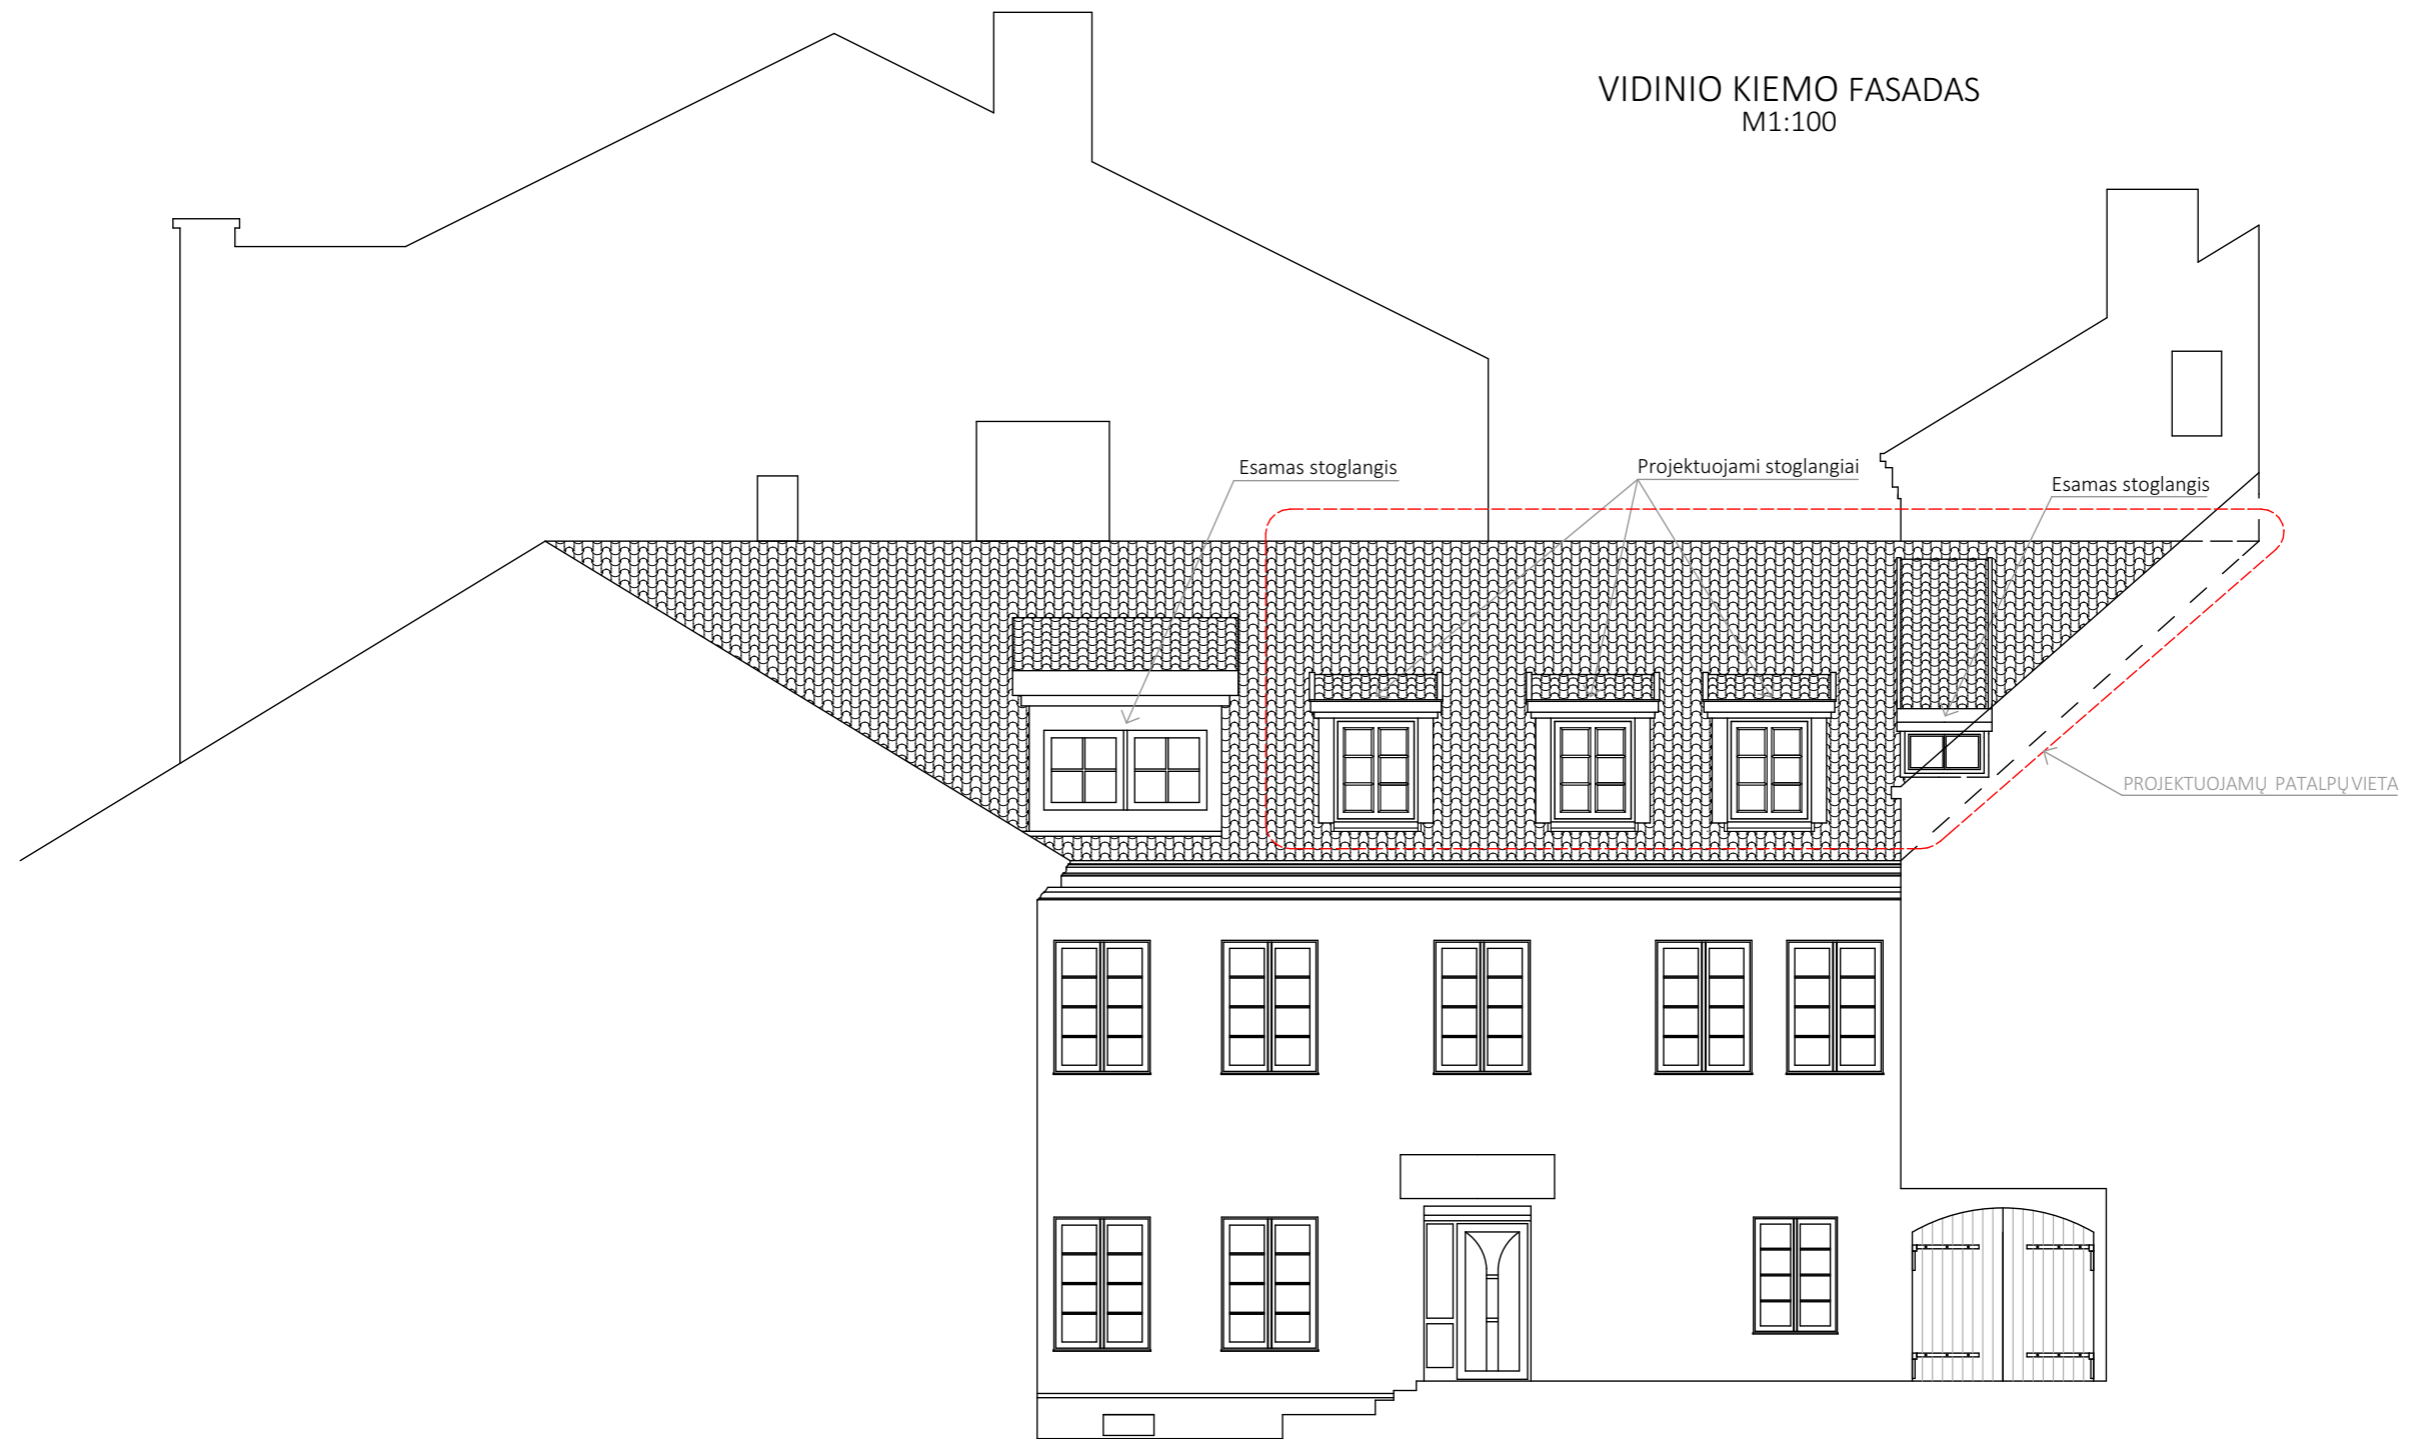 VIDINIO KIEMO FASADAS
M1:100
Esamas stoglangis
Projektuojami stoglangiai
Esamas stoglangis
PROJEKTUOJAMŲ PATALPŲ VIETA